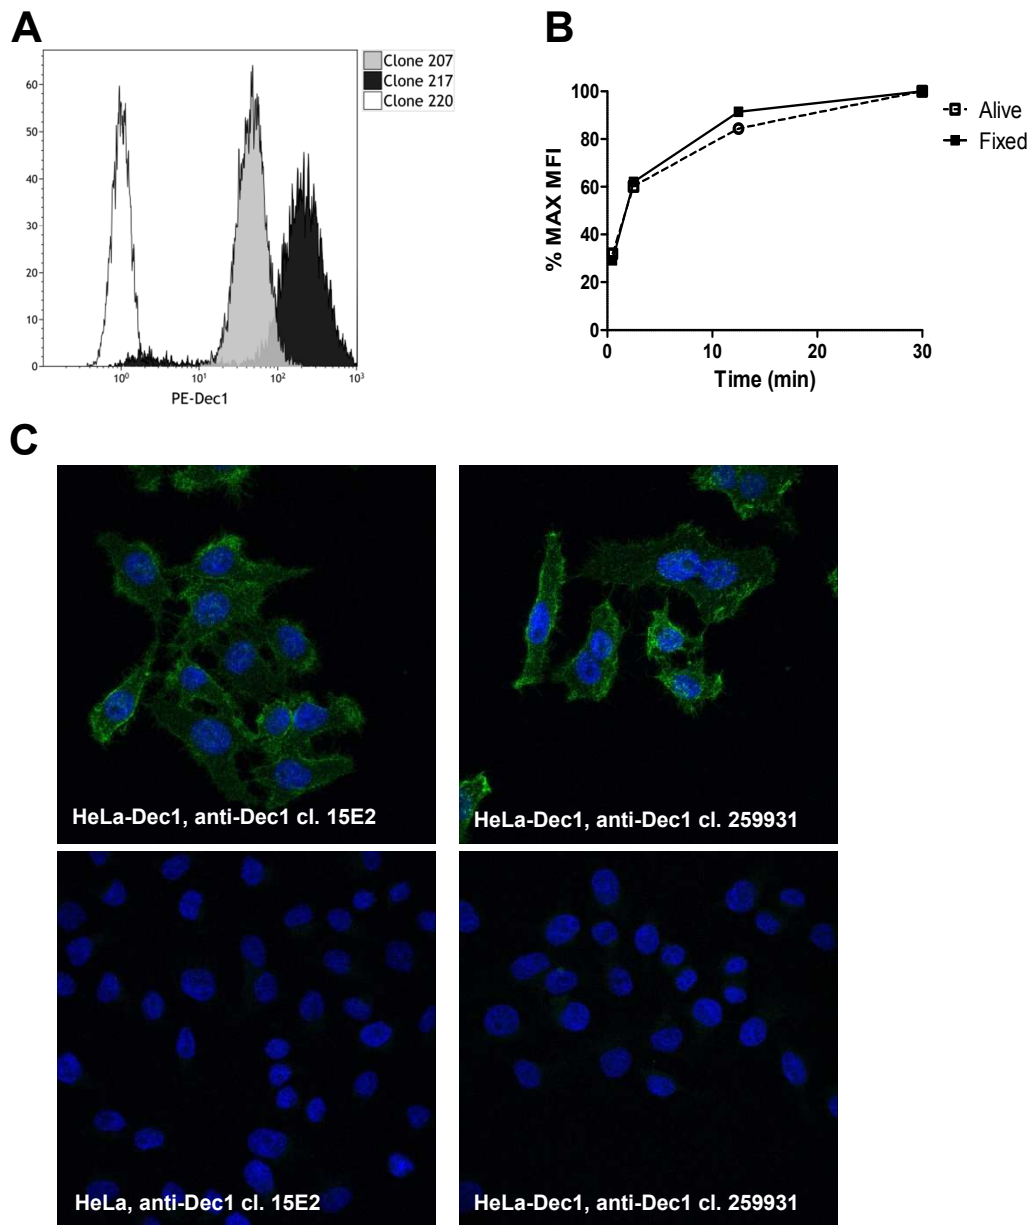 A
Clone 207
Clone 217
Clone 220
60
50
40
30
20
10
0
10⁰
10¹
10²
10³
PE-Dec1
B
100
80
60
40
20
0
% MAX MFI
0
10
20
30
Time (min)
Alive
Fixed
C
HeLa-Dec1, anti-Dec1 cl. 15E2
HeLa-Dec1, anti-Dec1 cl. 259931
HeLa, anti-Dec1 cl. 15E2
HeLa-Dec1, anti-Dec1 cl. 259931